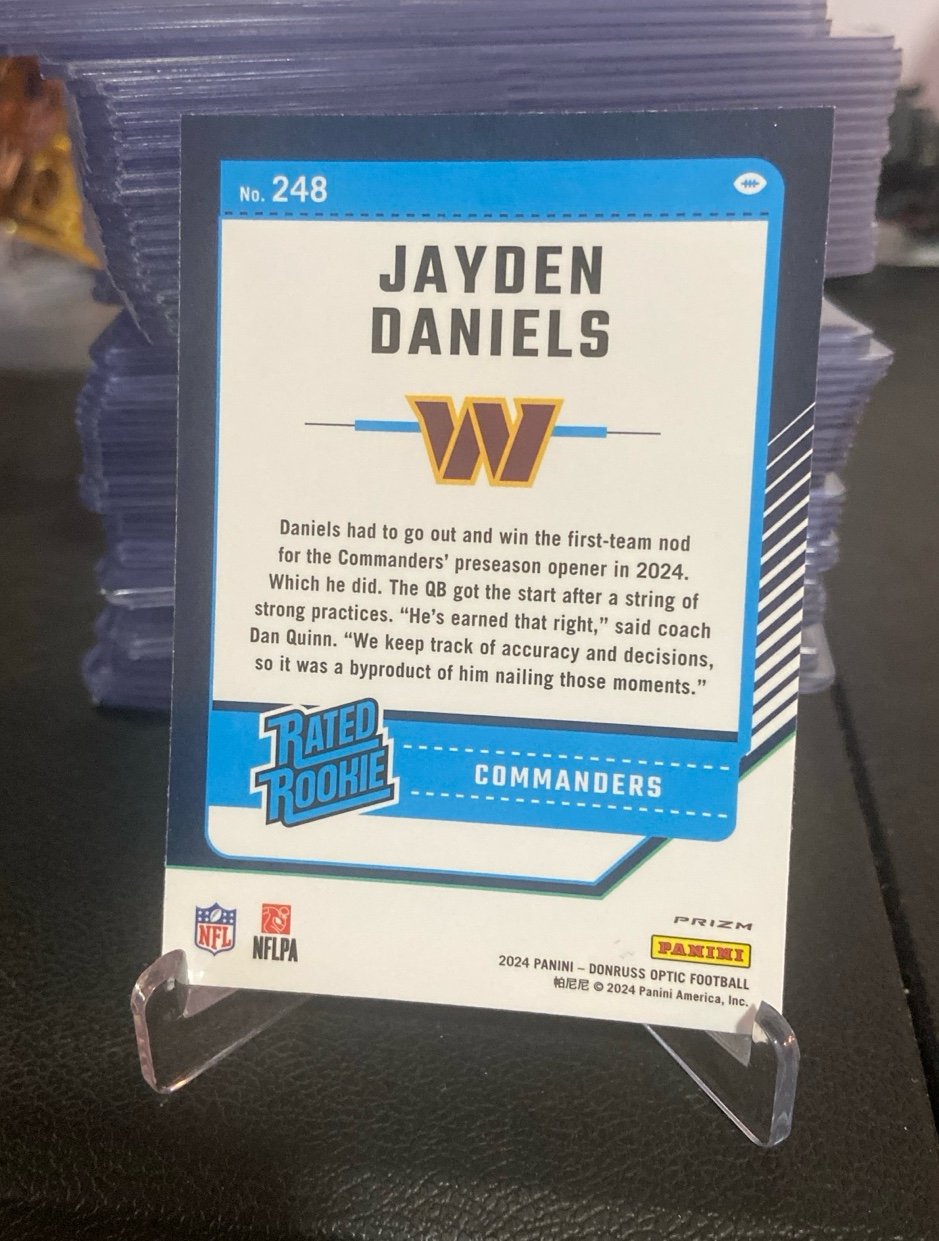 No. 248
JAYDEN
DANIELS
W
Daniels had to go out and win the first-team nod
for the Commanders' preseason opener in 2024.
Which he did. The QB got the start after a string of
strong practices. “He's earned that right,” said coach
Dan Quinn. “We keep track of accuracy and decisions,
so it was a byproduct of him nailing those moments.”
RATED
ROOKIE
COMMANDERS
NFL
NFLPA
PRIZM
PANINI
2024 PANINI – DONRUSS OPTIC FOOTBALL
帕尼尼 © 2024 Panini America, Inc.